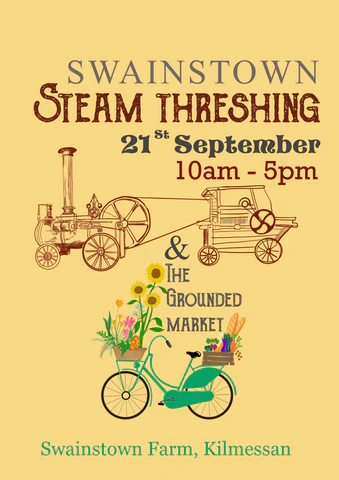 SWAINSTOWN
STEAM THRESHING
21St September
10am - 5pm
&
THE
GROUNDED
MARKET
Swainstown Farm, Kilmessan